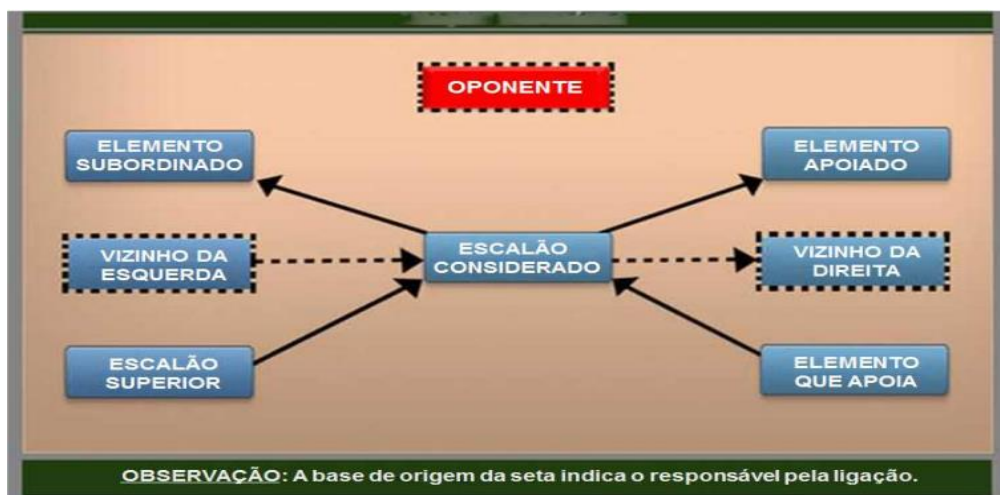 OPONENTE
ELEMENTO
SUBORDINADO
ELEMENTO
APOIADO
VIZINHO DA
ESQUERDA
ESCALÃO
CONSIDERADO
VIZINHO DA
DIREITA
ESCALÃO
SUPERIOR
ELEMENTO
QUE APOIA
OBSERVAÇÃO: A base de origem da seta indica o responsável pela ligação.